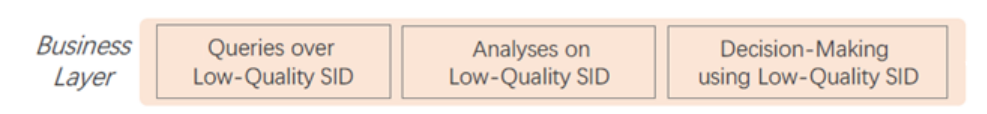 Business
Layer
Queries over
Low-Quality SID
Analyses on
Low-Quality SID
Decision-Making
using Low-Quality SID